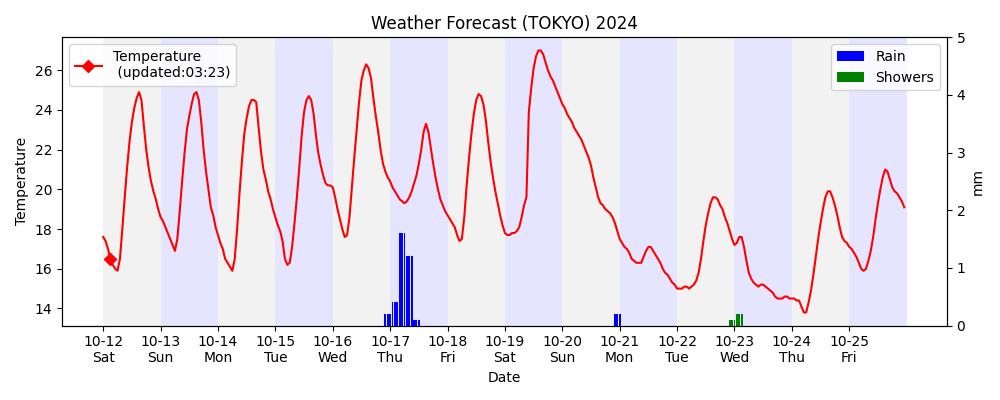 Weather Forecast (TOKYO) 2024
Temperature
(updated:03:23)
Rain
Showers
Temperature
26
24
22
20
18
16
14
5
4
3
2
1
0
mm
10-12 10-13 10-14 10-15 10-16 10-17 10-18 10-19 10-20 10-21 10-22 10-23 10-24 10-25
Sat Sun Mon Tue Wed Thu Fri Sat Sun Mon Tue Wed Thu Fri
Date